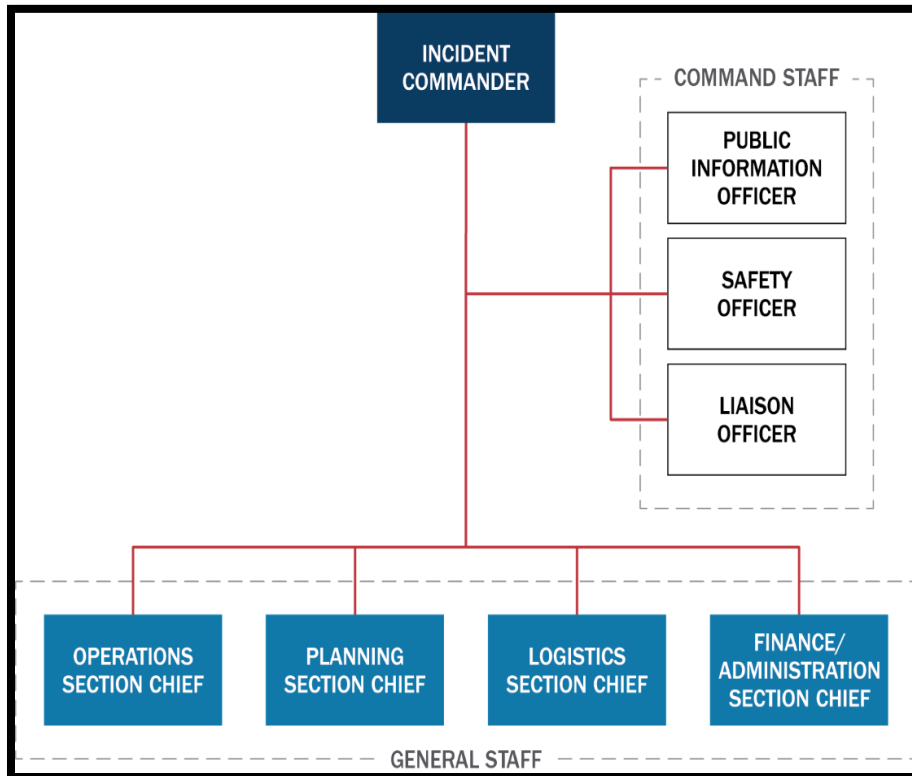 INCIDENT
COMMANDER
COMMAND STAFF
PUBLIC
INFORMATION
OFFICER
SAFETY
OFFICER
LIAISON
OFFICER
OPERATIONS
SECTION CHIEF
PLANNING
SECTION CHIEF
LOGISTICS
SECTION CHIEF
FINANCE/
ADMINISTRATION
SECTION CHIEF
GENERAL STAFF